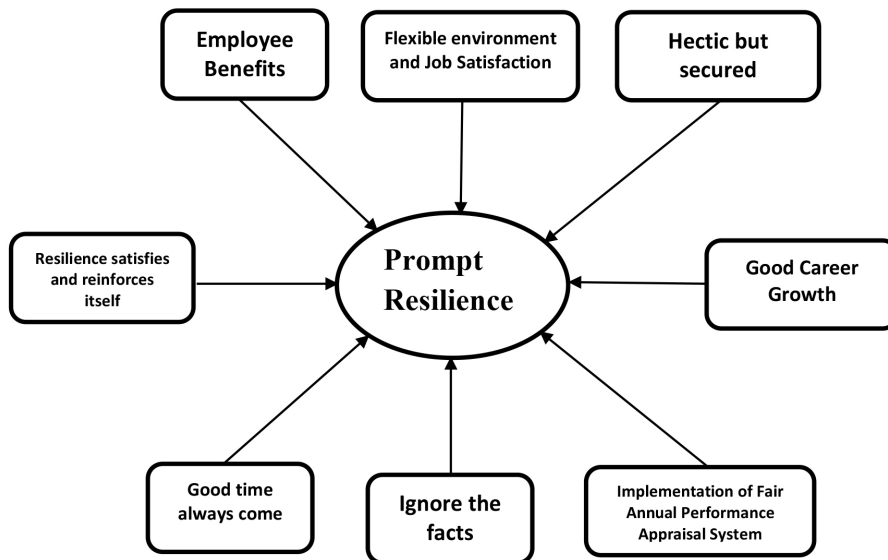 Employee
Benefits
Flexible environment
and Job Satisfaction
Hectic but
secured
Resilience satisfies
and reinforces
itself
Prompt
Resilience
Good Career
Growth
Good time
always come
Ignore the
facts
Implementation of Fair
Annual Performance
Appraisal System